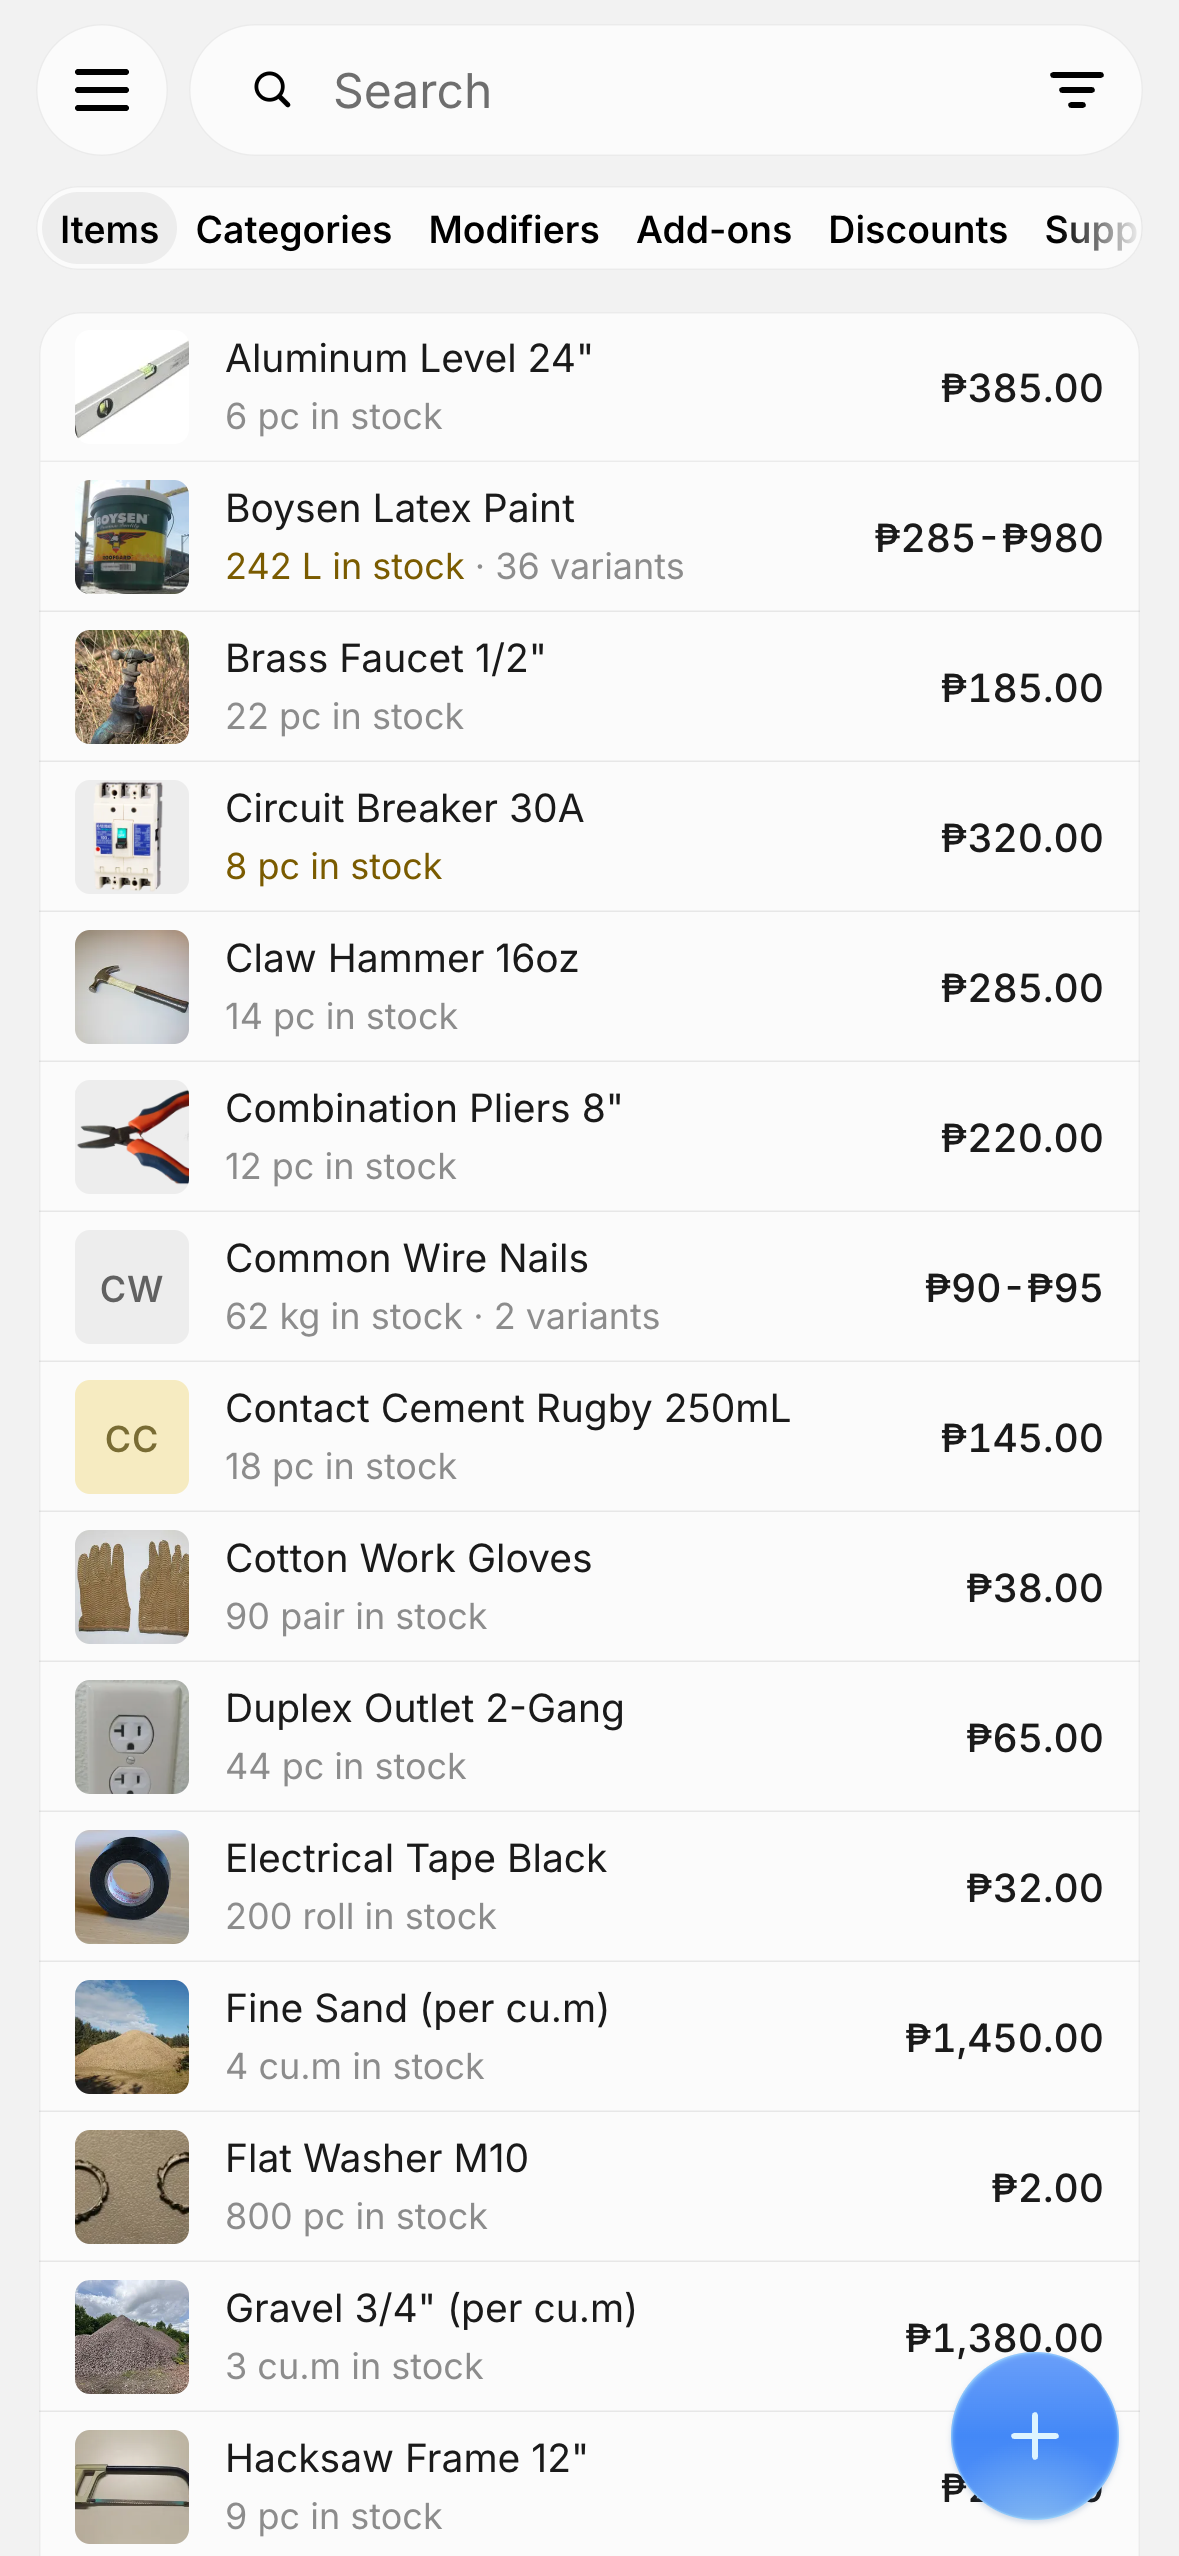 Search
Items Categories Modifiers Add-ons Discounts Supp
Aluminum Level 24"
6 pc in stock
₱385.00
BOYSEN
Boysen Latex Paint
242 L in stock · 36 variants
₱285-₱980
Brass Faucet 1/2"
22 pc in stock
₱185.00
Circuit Breaker 30A
8 pc in stock
₱320.00
Claw Hammer 16oz
14 pc in stock
₱285.00
Combination Pliers 8"
12 pc in stock
₱220.00
CW
Common Wire Nails
62 kg in stock · 2 variants
₱90-₱95
CC
Contact Cement Rugby 250mL
18 pc in stock
₱145.00
Cotton Work Gloves
90 pair in stock
₱38.00
Duplex Outlet 2-Gang
44 pc in stock
₱65.00
Electrical Tape Black
200 roll in stock
₱32.00
Fine Sand (per cu.m)
4 cu.m in stock
₱1,450.00
Flat Washer M10
800 pc in stock
₱2.00
Gravel 3/4" (per cu.m)
3 cu.m in stock
₱1,380.00
Hacksaw Frame 12"
9 pc in stock